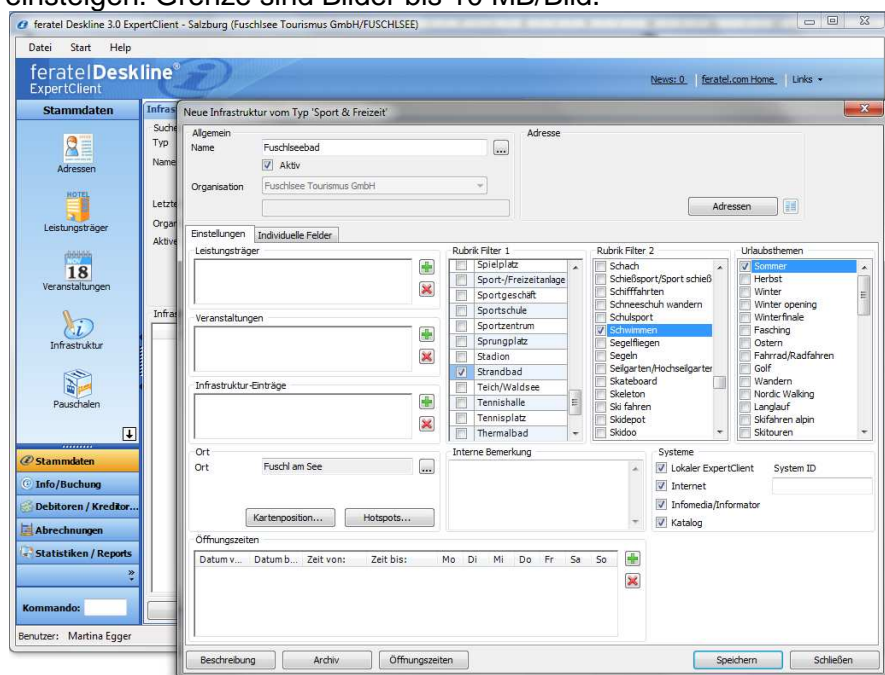 einsteigen. Grenze sind Bilder bis 10 MB/Bild.
feratel Deskline 3.0 ExpertClient - Salzburg (Fuschlsee Tourismus GmbH/FUSCHLSEE)
Datei Start Help
feratel Deskline®
ExpertClient
News: 0 feratel.com Home Links
Stammdaten
Adressen
HOTEL
Leistungsträger
NOV
18
Veranstaltungen
Infrastruktur
Pauschalen
Stammdaten
Info/Buchung
Debitoren / Kreditor...
Abrechnungen
Statistiken / Reports
»
Kommando:
Benutzer: Martina Egger
Infras
Suche
Typ
Name
Letzte
Organ
Aktive
Infras
Neue Infrastruktur vom Typ 'Sport & Freizeit'
Allgemein
Name Fuschlseebad ...
Aktiv
Organisation Fuschlsee Tourismus GmbH
Adresse
Adressen
Einstellungen Individuelle Felder
Leistungsträger
Veranstaltungen
Infrastruktur-Einträge
Rubrik Filter 1
Spielplatz
Sport-/Freizeitanlage
Sportgeschäft
Sportschule
Sportzentrum
Sprungplatz
Stadion
Strandbad
Teich/Waldsee
Tennishalle
Tennisplatz
Thermalbad
Rubrik Filter 2
Schach
Schießsport/Sport schieß
Schifffahrten
Schneeschuh wandern
Schulsport
Schwimmen
Segelfliegen
Segeln
Seilgarten/Hochseilgarter
Skateboard
Skeleton
Ski fahren
Skidepot
Skidoo
Urlaubsthemen
Sommer
Herbst
Winter
Winter opening
Winterfinale
Fasching
Ostern
Fahrrad/Radfahren
Golf
Wandern
Nordic Walking
Langlauf
Skifahren alpin
Skitouren
Ort
Ort Fuschl am See ...
Kartenposition... Hotspots...
Interne Bemerkung
Systeme
Lokaler ExpertClient System ID
Internet
Infomedia/Informator
Katalog
Öffnungszeiten
Datum v... Datum b... Zeit von: Zeit bis: Mo Di Mi Do Fr Sa So
Beschreibung Archiv Öffnungszeiten Speichern Schließen